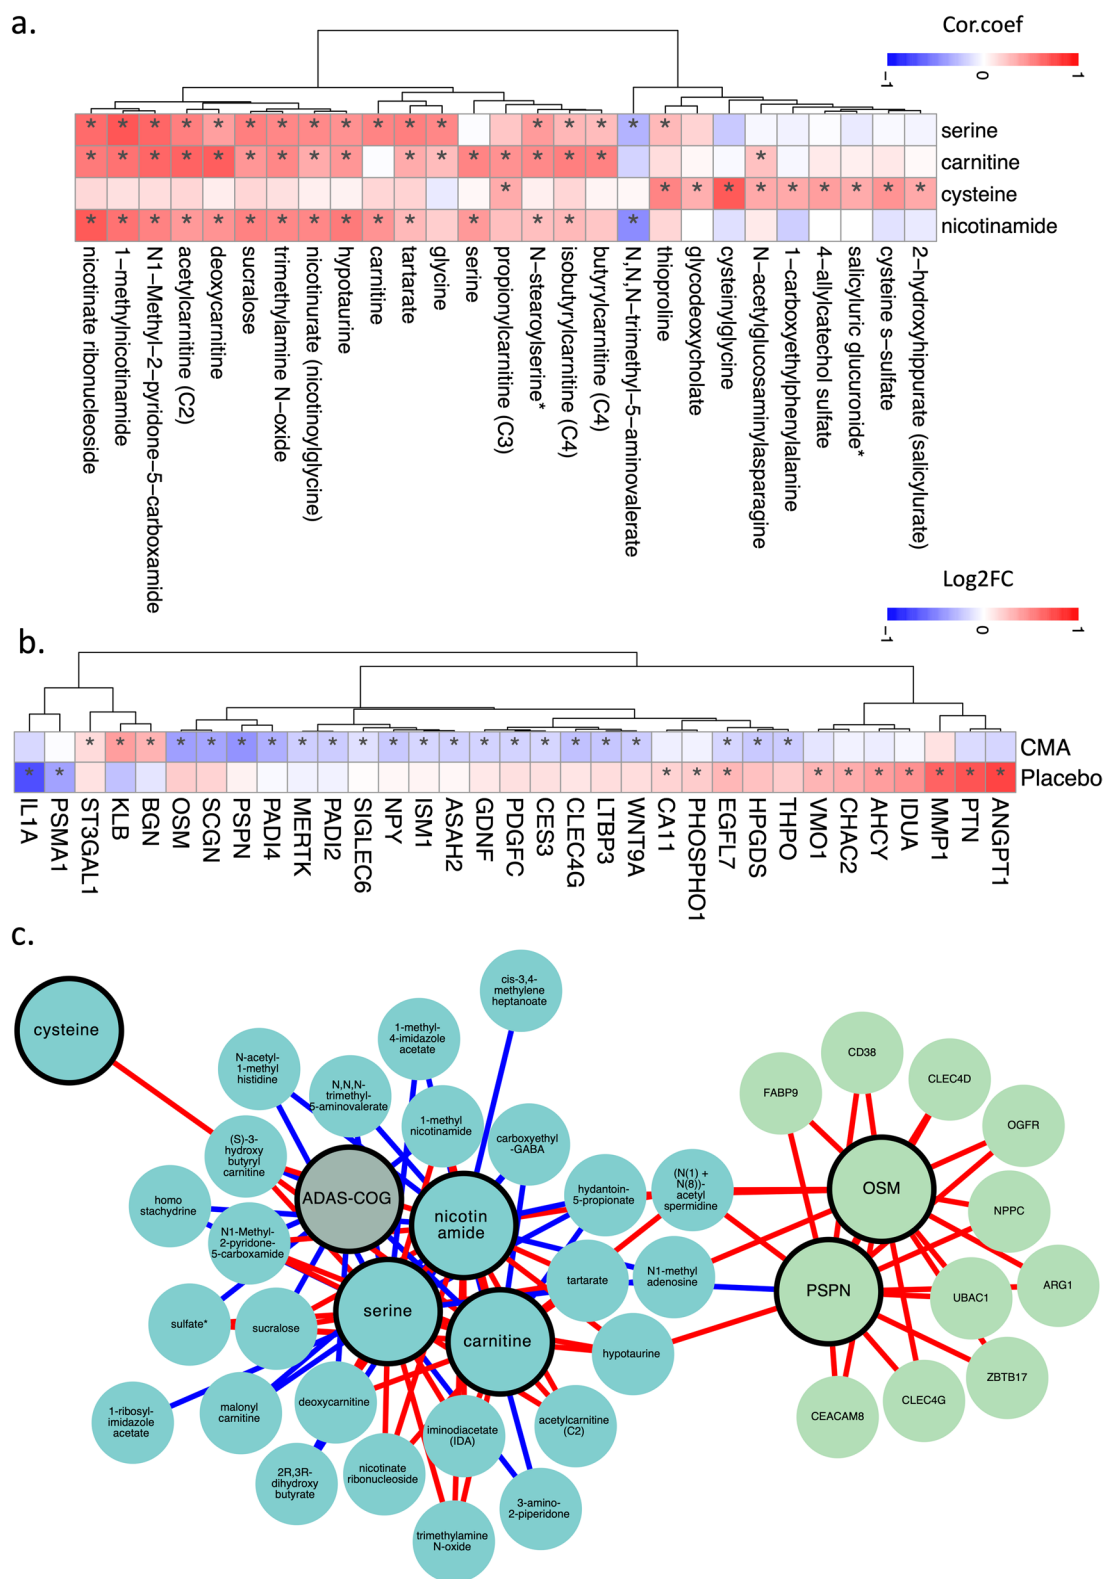 a.
Cor.coef
-1
0
1
* * * * * * * * * * * * * * * * *
serine
* * * * * * * * * * * * * * * * *
carnitine
* * * * * * * * * *
cysteine
* * * * * * * * * * * * * * *
nicotinamide
nicotinate ribonucleoside
1-methylnicotinamide
N1-Methyl-2-pyridone-5-carboxamide
acetylcarnitine (C2)
deoxycarnitine
sucralose
trimethylamine N-oxide
nicotinurate (nicotinoylglycine)
hypotaurine
carnitine
tartarate
glycine
serine
propionylcarnitine (C3)
N-stearoylserine*
isobutyrylcarnitine (C4)
butyrylcarnitine (C4)
N,N,N-trimethyl-5-aminovalerate
thioproline
glycodeoxycholate
cysteinylglycine
N-acetylglucosaminylasparagine
1-carboxyethylphenylalanine
4-allylcatechol sulfate
salicyluric glucuronide*
cysteine s-sulfate
2-hydroxyhippurate (salicylurate)
Log2FC
-1
0
1
b.
* * * * * * * * * * * * * * * * * * * * * *
CMA
* * * * * * * * * * * *
Placebo
IL1A
PSMA1
ST3GAL1
KLB
BGN
OSM
SCGN
PSPN
PADI4
MERTK
PADI2
SIGLEC6
NPY
ISM1
ASAH2
GDNF
PDGFC
CES3
CLEC4G
LTBP3
WNT9A
CA11
PHOSPHO1
EGFL7
HPGDS
THPO
VMO1
CHAC2
AHCY
IDUA
MMP1
PTN
ANGPT1
c.
cysteine
cis-3,4-
methylene
heptanoate
1-methyl-
4-imidazole
acetate
N-acetyl-
1-methyl
histidine
N,N,N-
trimethyl-
5-aminovalerate
1-methyl
nicotinamide
carboxyethyl
-GABA
(S)-3-
hydroxy
butyryl
carnitine
homo
stachydrine
ADAS-COG
nicotin
amide
hydantoin-
5-propionate
(N(1) +
N(8))-
acetyl
spermidine
N1-Methyl-
2-pyridone-
5-carboxamide
tartarate
N1-methyl
adenosine
sulfate*
sucralose
serine
carnitine
hypotaurine
1-ribosyl-
imidazole
acetate
malonyl
carnitine
deoxycarnitine
iminodiacetate
(IDA)
acetylcarnitine
(C2)
2R,3R-
dihydroxy
butyrate
nicotinate
ribonucleoside
trimethylamine
N-oxide
3-amino-
2-piperidone
FABP9
CD38
CLEC4D
OGFR
OSM
NPPC
PSPN
UBAC1
ARG1
ZBTB17
CLEC4G
CEACAM8